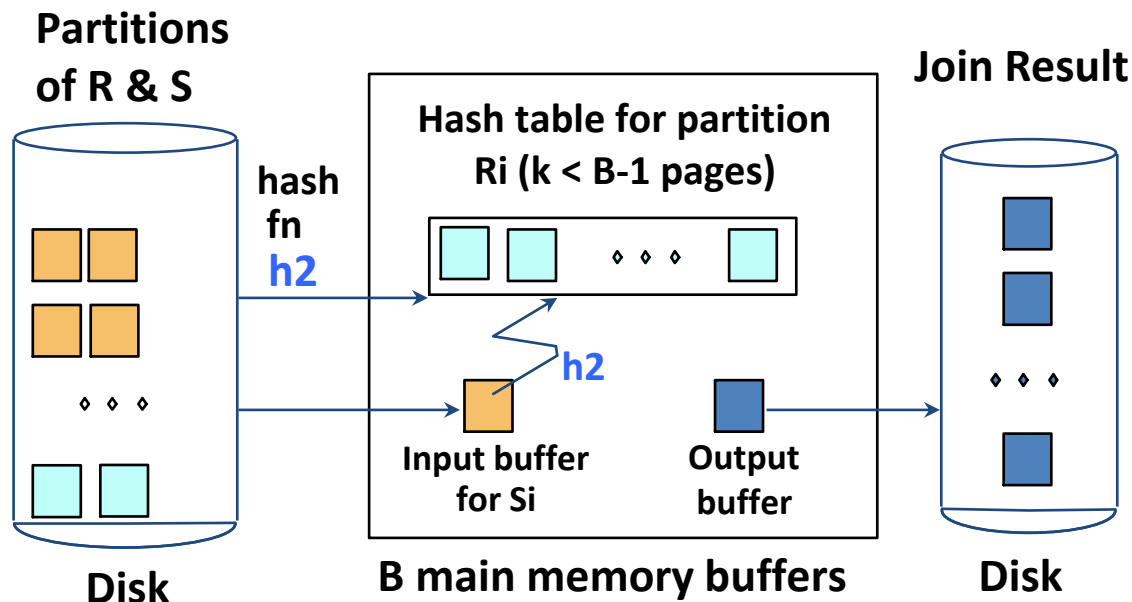 Partitions
of R & S
hash
fn
h2
Hash table for partition
Ri (k < B-1 pages)
h2
Input buffer
for Si
Output
buffer
Join Result
Disk
B main memory buffers
Disk